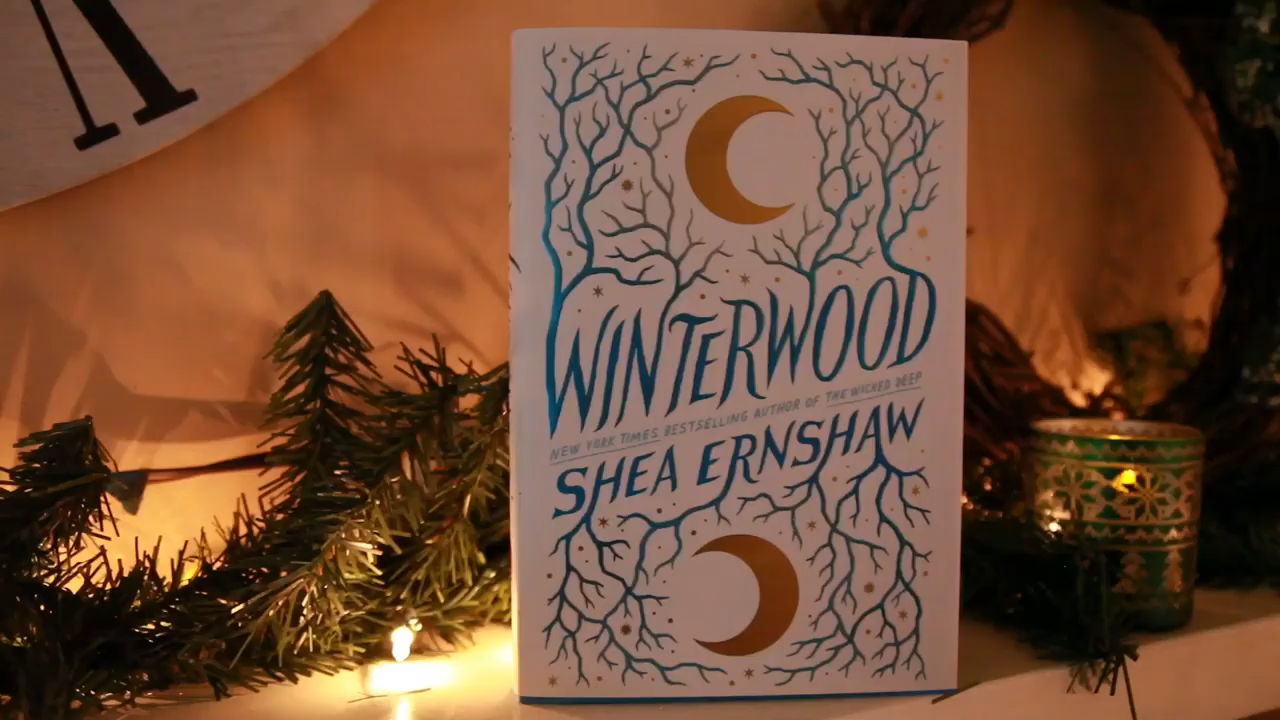 WINTERWOOD
NEW YORK TIMES BESTSELLING AUTHOR OF THE WICKED DEEP
SHEA ERNSHAW